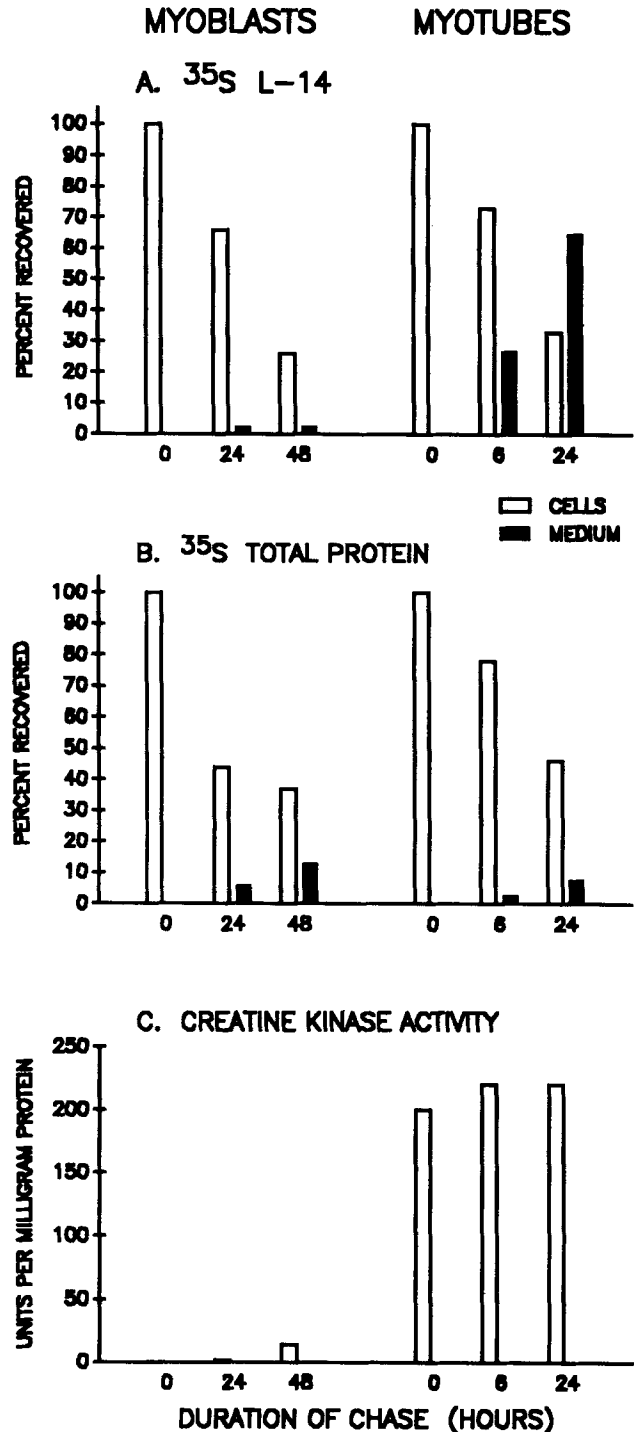 MYOBLASTS MYOTUBES
A. ³⁵S L-14
100
90
80
70
60
50
40
30
20
10
0
PERCENT RECOVERED
0 24 48 0 6 24
CELLS
MEDIUM
B. ³⁵S TOTAL PROTEIN
100
90
80
70
60
50
40
30
20
10
0
PERCENT RECOVERED
0 24 48 0 6 24
C. CREATINE KINASE ACTIVITY
250
200
150
100
50
0
UNITS PER MILLIGRAM PROTEIN
0 24 48 0 6 24
DURATION OF CHASE (HOURS)